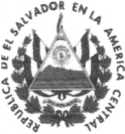 REPUBLICA DE EL SALVADOR EN LA AMERICA CENTRAL